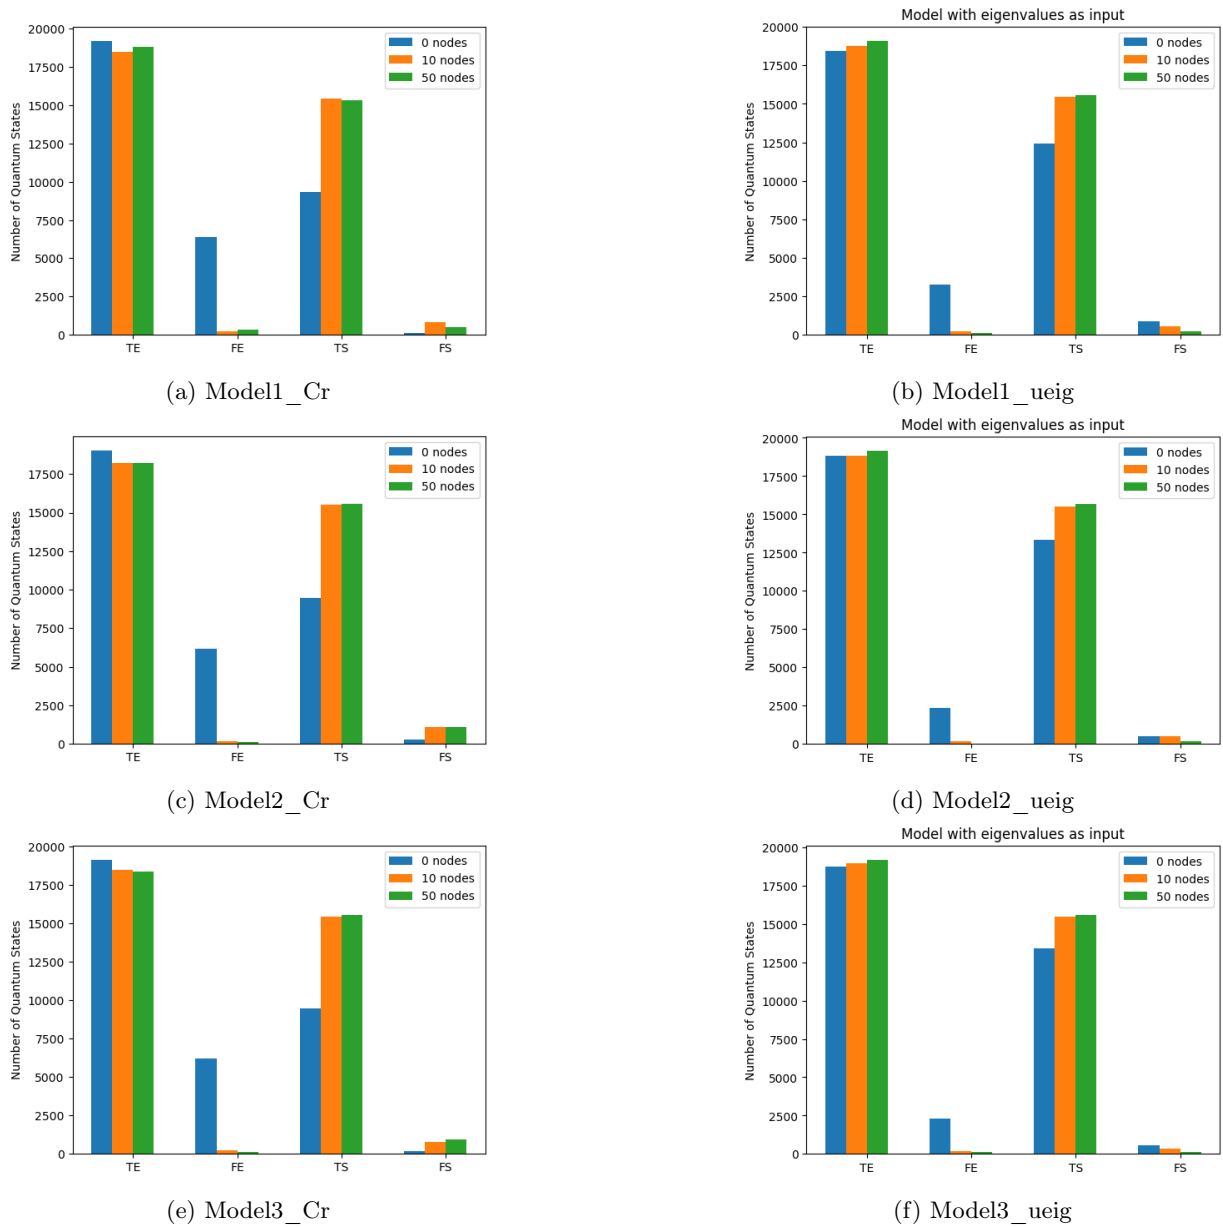 Number of Quantum States
20000
17500
15000
12500
10000
7500
5000
2500
0
0 nodes
10 nodes
50 nodes
TE FE TS FS
(a) Model1_Cr
Model with eigenvalues as input
Number of Quantum States
20000
17500
15000
12500
10000
7500
5000
2500
0
0 nodes
10 nodes
50 nodes
TE FE TS FS
(b) Model1_ueig
Number of Quantum States
17500
15000
12500
10000
7500
5000
2500
0
0 nodes
10 nodes
50 nodes
TE FE TS FS
(c) Model2_Cr
Model with eigenvalues as input
Number of Quantum States
20000
17500
15000
12500
10000
7500
5000
2500
0
0 nodes
10 nodes
50 nodes
TE FE TS FS
(d) Model2_ueig
Number of Quantum States
20000
17500
15000
12500
10000
7500
5000
2500
0
0 nodes
10 nodes
50 nodes
TE FE TS FS
(e) Model3_Cr
Model with eigenvalues as input
Number of Quantum States
20000
17500
15000
12500
10000
7500
5000
2500
0
0 nodes
10 nodes
50 nodes
TE FE TS FS
(f) Model3_ueig